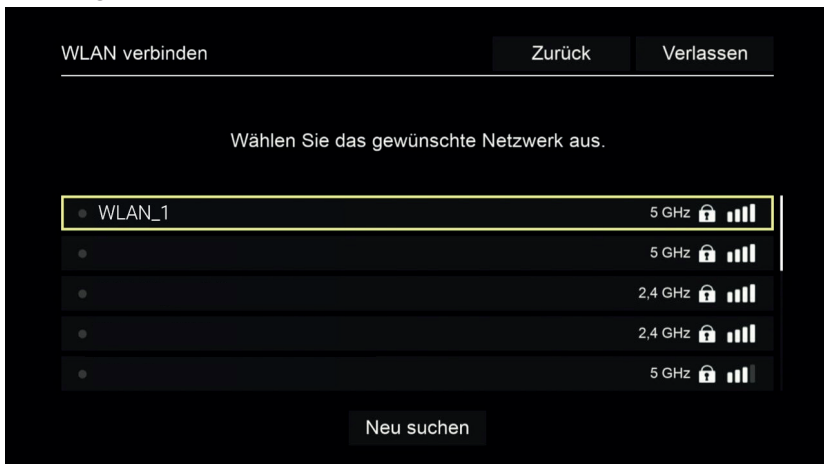 WLAN verbinden Zurück Verlassen
Wählen Sie das gewünschte Netzwerk aus.
WLAN_1 5 GHz
5 GHz
2,4 GHz
2,4 GHz
5 GHz
Neu suchen